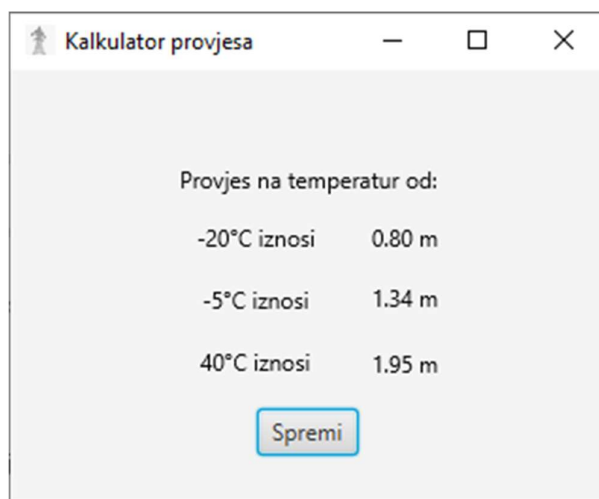 Kalkulator provjesa
Provjes na temperatur od:
-20°C iznosi 0.80 m
-5°C iznosi 1.34 m
40°C iznosi 1.95 m
Spremi